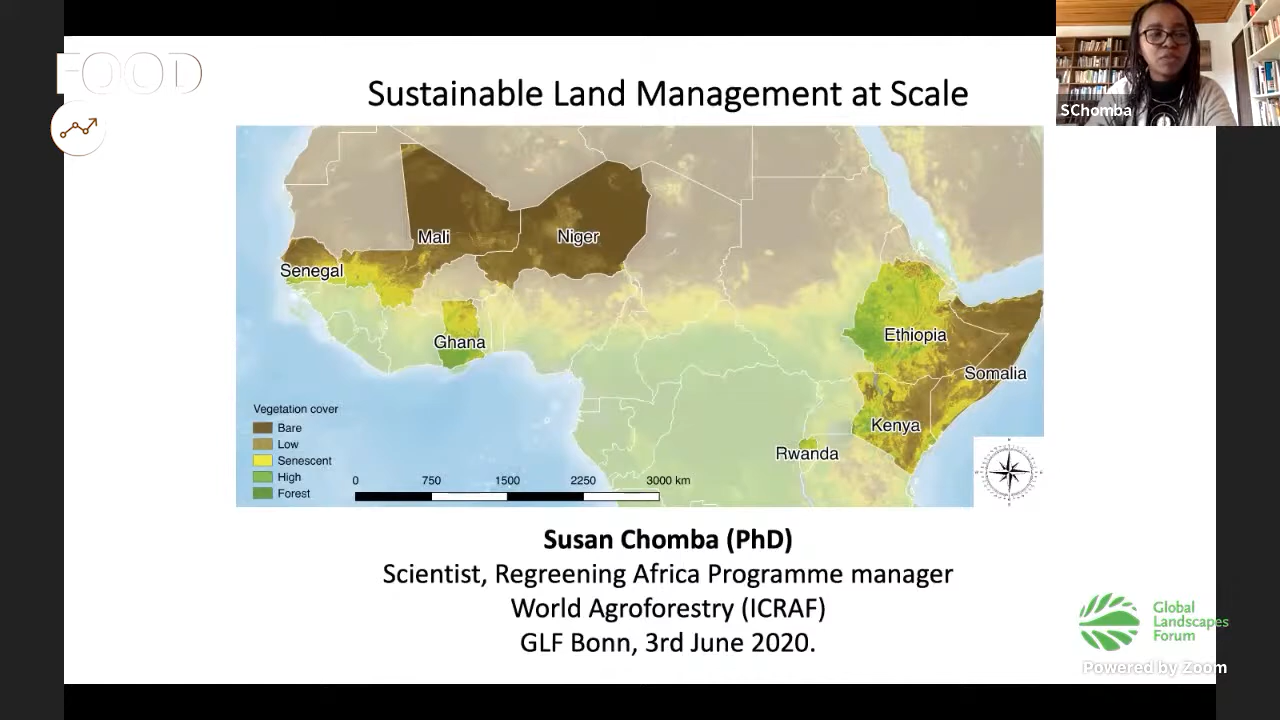 FOOD
SChomba
Sustainable Land Management at Scale
Mali
Niger
Senegal
Ghana
Ethiopia
Somalia
Kenya
Rwanda
Vegetation cover
Bare
Low
Senescent
High
Forest
0 750 1500 2250 3000 km
Susan Chomba (PhD)
Scientist, Regreening Africa Programme manager
World Agroforestry (ICRAF)
GLF Bonn, 3rd June 2020.
Global
Landscapes
Forum
Powered by Zoom